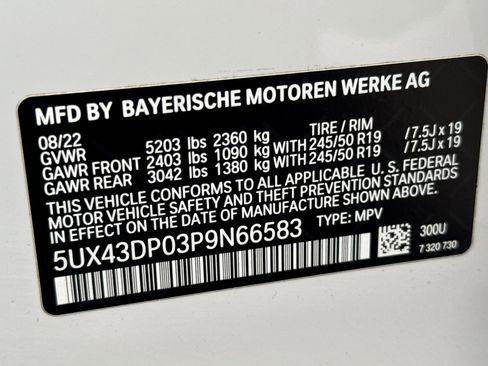 MFD BY BAYERISCHE MOTOREN WERKE AG
08/22 TIRE / RIM
GVWR 5203 lbs 2360 kg
GAWR FRONT 2403 lbs 1090 kg WITH 245/50 R19 / 7.5J x 19
GAWR REAR 3042 lbs 1380 kg WITH 245/50 R19 / 7.5J x 19
THIS VEHICLE CONFORMS TO ALL APPLICABLE U. S. FEDERAL
MOTOR VEHICLE SAFETY AND THEFT PREVENTION STANDARDS
IN EFFECT ON THE DATE OF MANUFACTURE SHOWN ABOVE.
5UX43DP03P9N66583 TYPE: MPV
300U
7 320 730